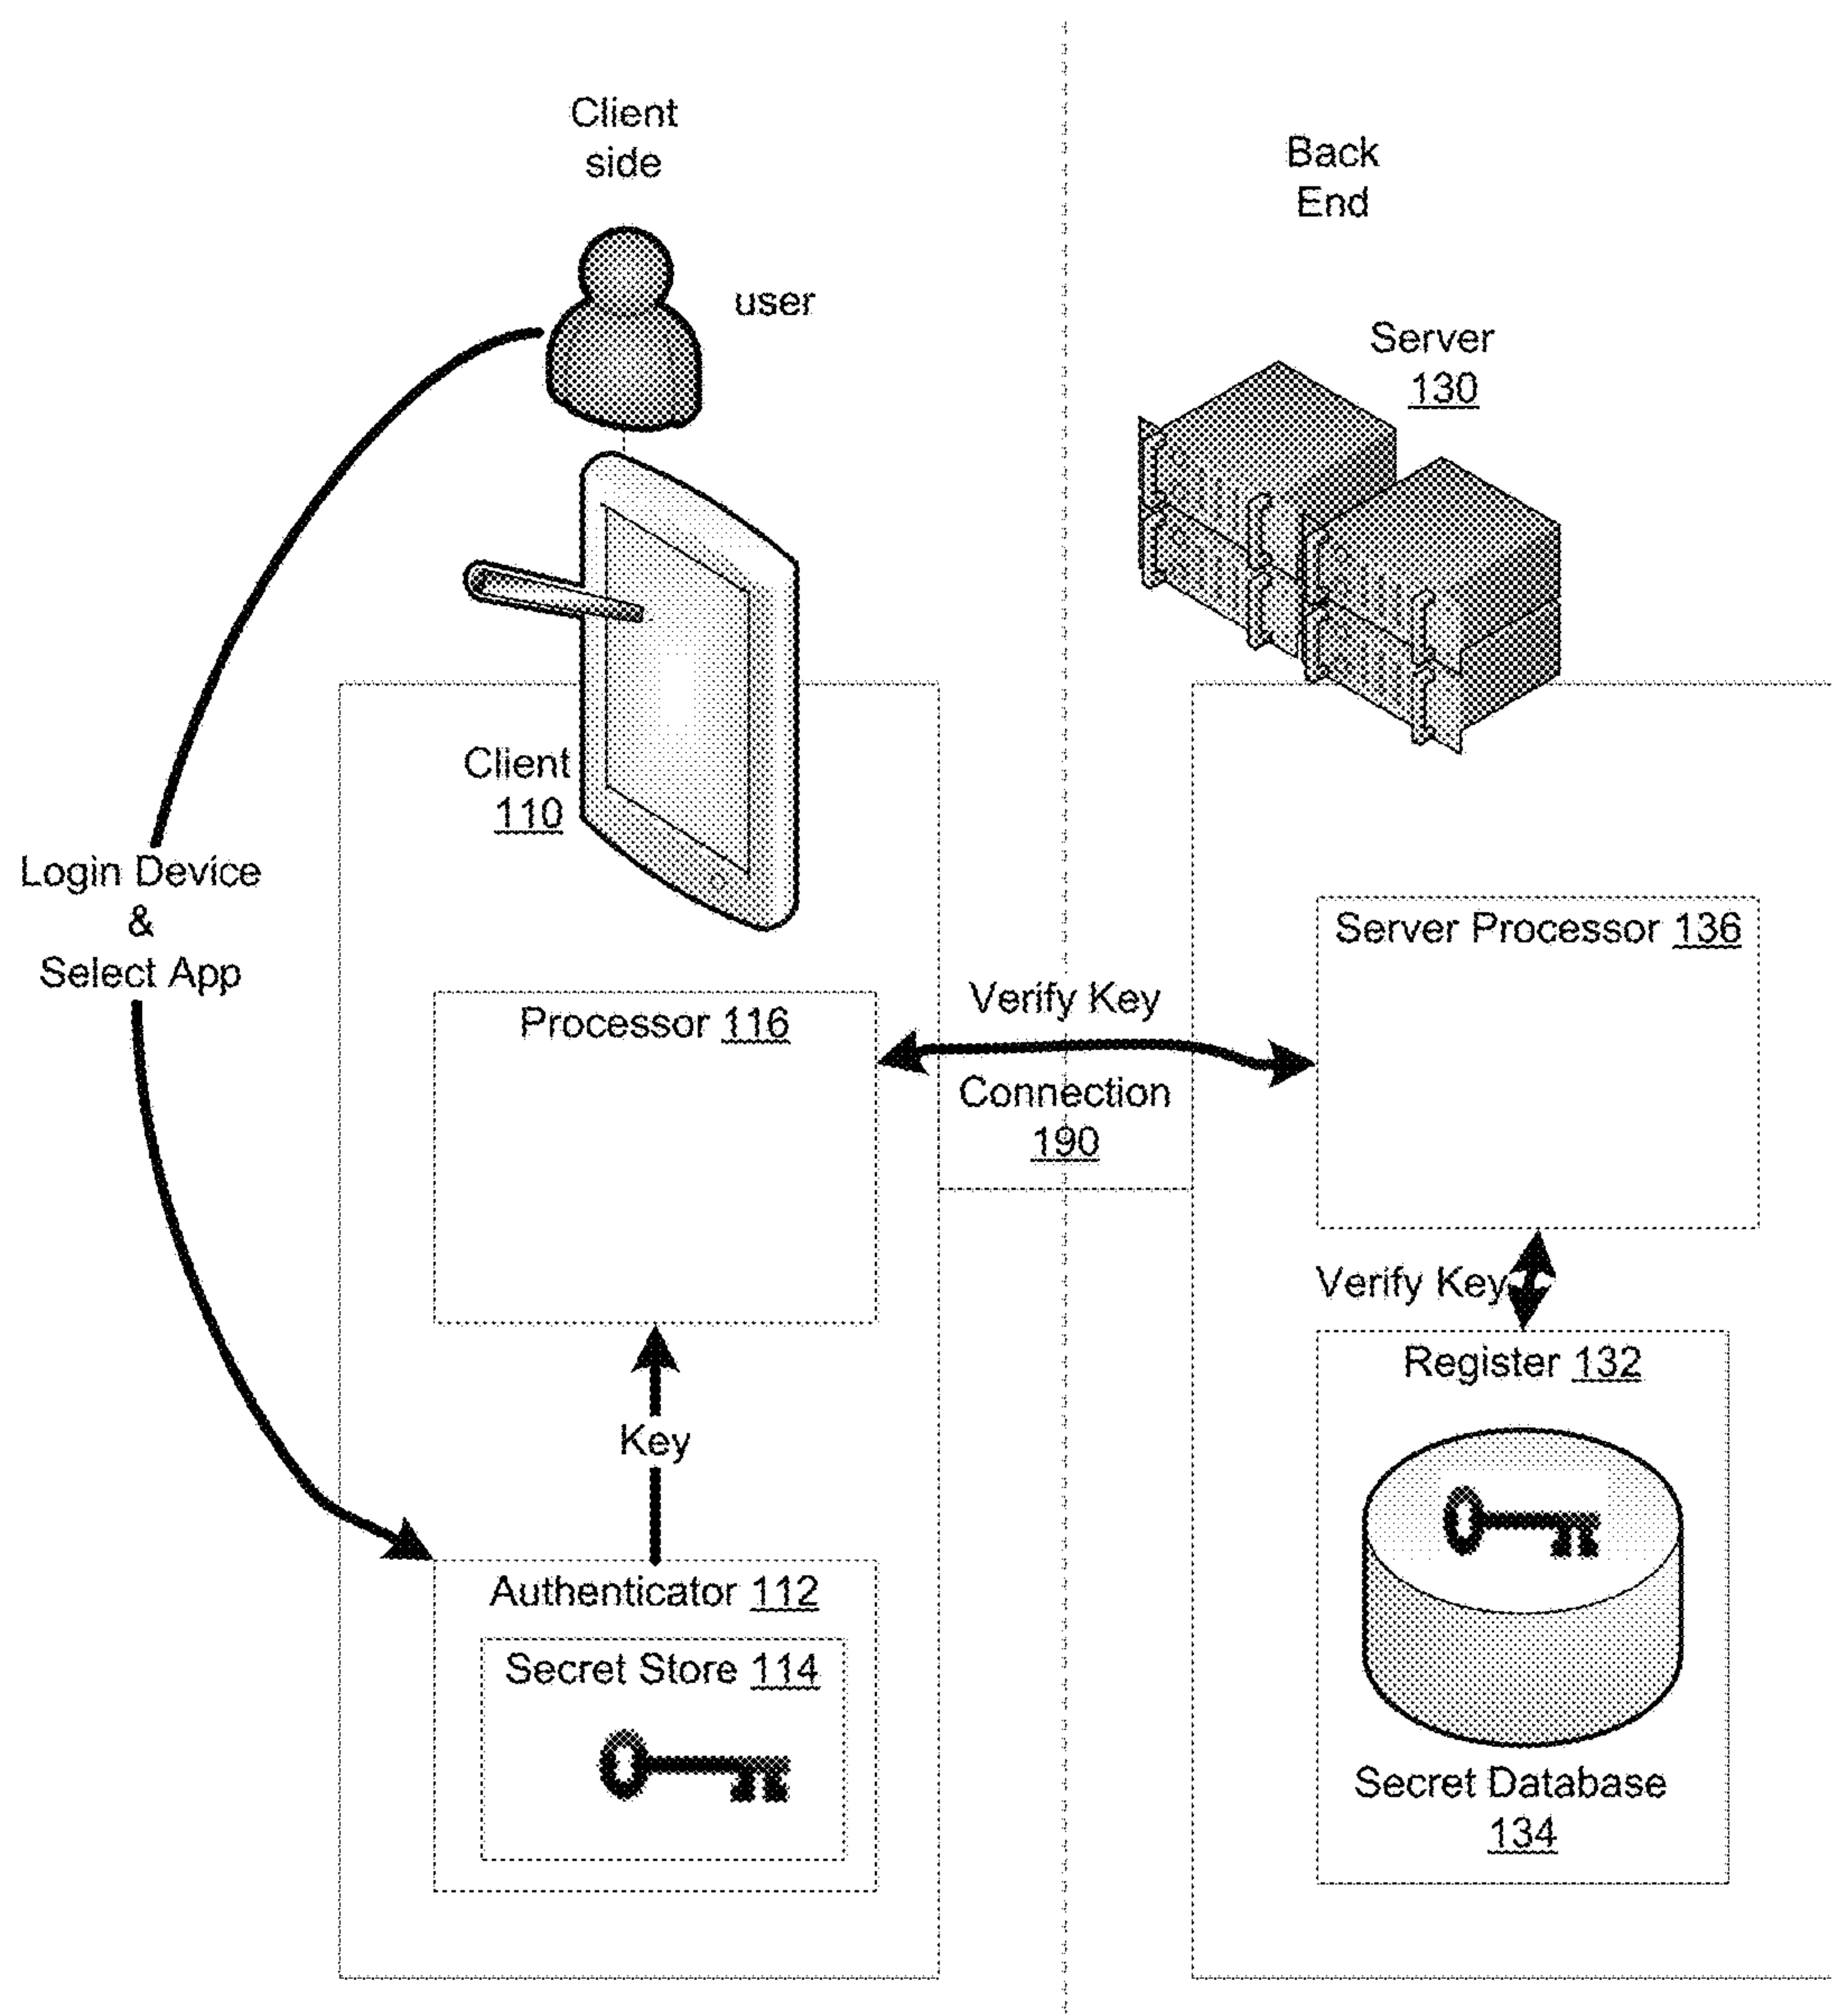 Client
side
user
Back
End
Server
130
Client
110
Login Device
&
Select App
Processor 116
Verify Key
Connection
190
Server Processor 136
Verify Key
Key
Register 132
Authenticator 112
Secret Store 114
Secret Database
134